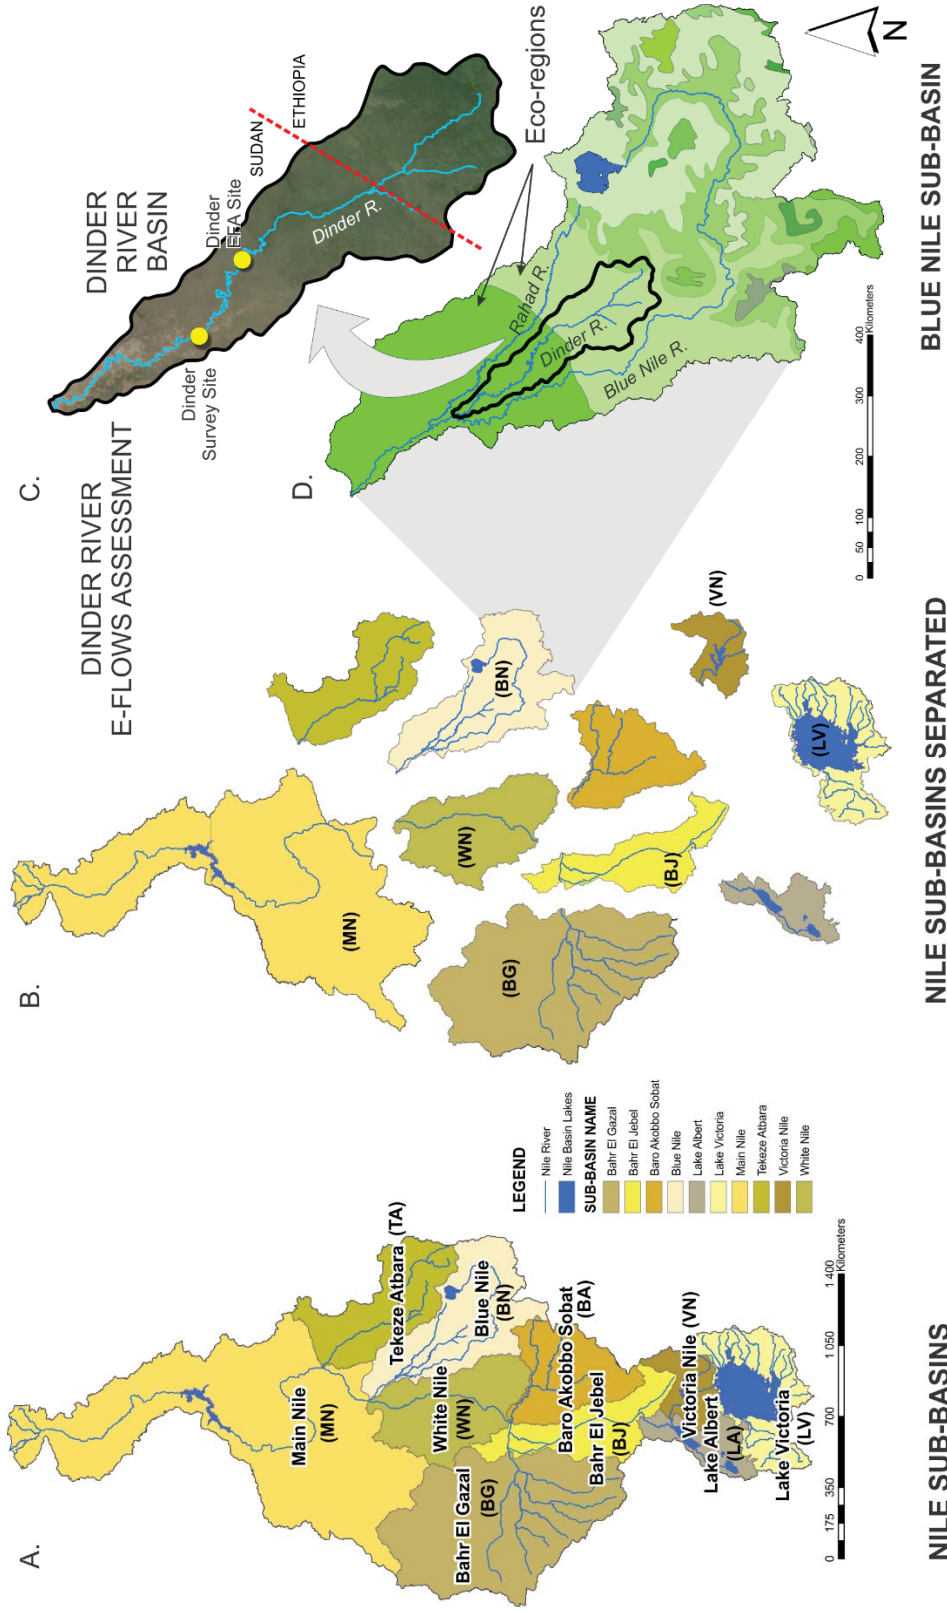 A.
Main Nile
(MN)
Tekeze Atbara (TA)
White Nile
(WN)
Blue Nile
(BN)
Bahr El Gazal
(BG)
Baro Akobbo Sobat
(BA)
Bahr El Jebel
(BJ)
Victoria Nile (VN)
Lake Albert
(LA)
Lake Victoria
(LV)
0 175 350 700 1 050 1 400
Kilometers
LEGEND
Nile River
Nile Basin Lakes
SUB-BASIN NAME
Bahr El Gazal
Bahr El Jebel
Baro Akobbo Sobat
Blue Nile
Lake Albert
Lake Victoria
Main Nile
Tekeze Atbara
Victoria Nile
White Nile
NILE SUB-BASINS
B.
(MN)
(BG)
(WN)
(BN)
(BJ)
(VN)
(LV)
NILE SUB-BASINS SEPARATED
DINDER RIVER
E-FLOWS ASSESSMENT
C.
DINDER
RIVER
BASIN
Dinder
Survey Site
Dinder
EFA Site
SUDAN
ETHIOPIA
Dinder R.
D.
Eco-regions
Rahad R.
Dinder R.
Blue Nile R.
0 50 100 200 300 400
Kilometers
N
BLUE NILE SUB-BASIN